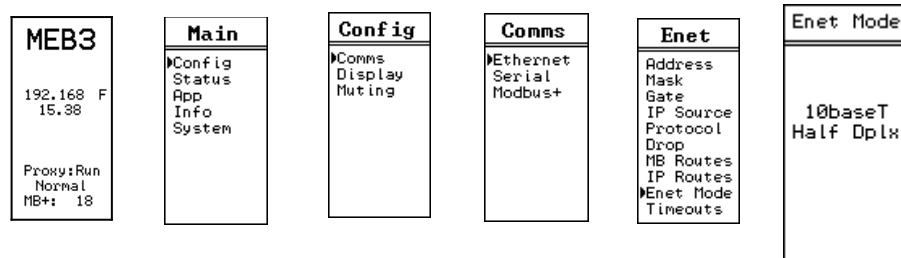 MEB3
192.168 F
15.38
Proxy:Run
Normal
MB+: 18
Main
Config
Status
App
Info
System
Config
Comms
Display
Muting
Comms
Ethernet
Serial
Modbus+
Enet
Address
Mask
Gate
IP Source
Protocol
Drop
MB Routes
IP Routes
Enet Mode
Timeouts
Enet Mode
10baseT
Half Dplx